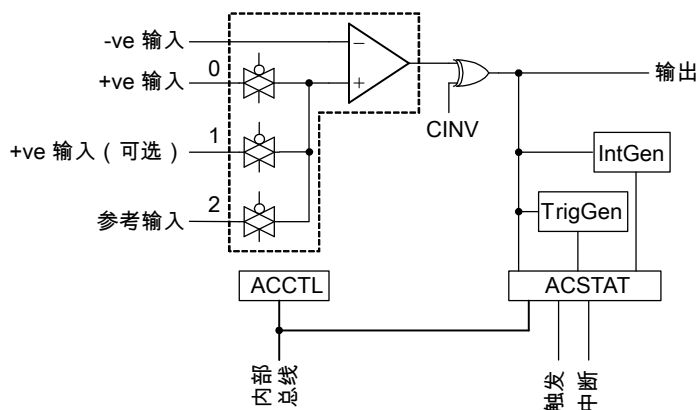 -ve 输入
+ve 输入
0
+ve 输入（可选）
1
参考输入
2
−
+
CINV
输出
IntGen
TrigGen
ACCTL
ACSTAT
内部
总线
触发
中断